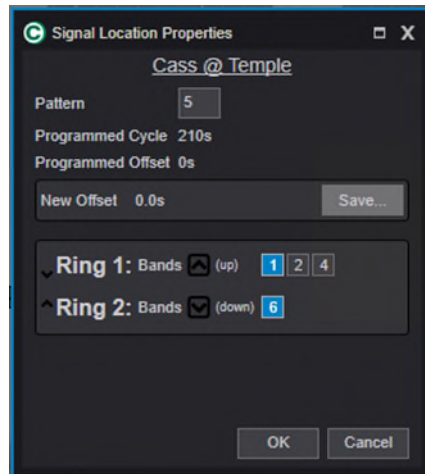 C Signal Location Properties X
Cass @ Temple
Pattern 5
Programmed Cycle 210s
Programmed Offset 0s
New Offset 0.0s Save...
Ring 1: Bands (up) 1 2 4
Ring 2: Bands (down) 6
OK Cancel